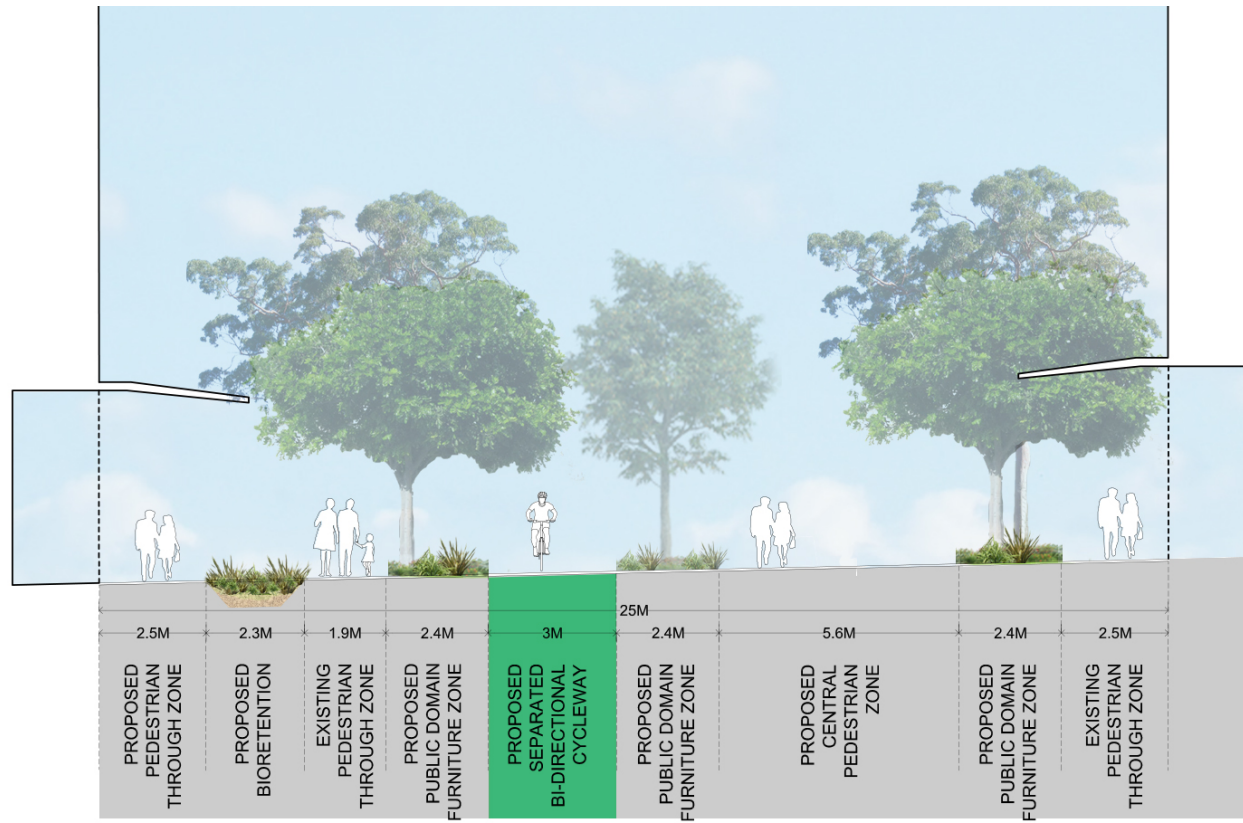 25M
2.5M
2.3M
1.9M
2.4M
3M
2.4M
5.6M
2.4M
2.5M
PROPOSED
PEDESTRIAN
THROUGH ZONE
PROPOSED
BIORETENTION
EXISTING
PEDESTRIAN
THROUGH ZONE
PROPOSED
PUBLIC DOMAIN
FURNITURE ZONE
PROPOSED
SEPARATED
BI-DIRECTIONAL
CYCLEWAY
PROPOSED
PUBLIC DOMAIN
FURNITURE ZONE
PROPOSED
CENTRAL
PEDESTRIAN
ZONE
PROPOSED
PUBLIC DOMAIN
FURNITURE ZONE
EXISTING
PEDESTRIAN
THROUGH ZONE